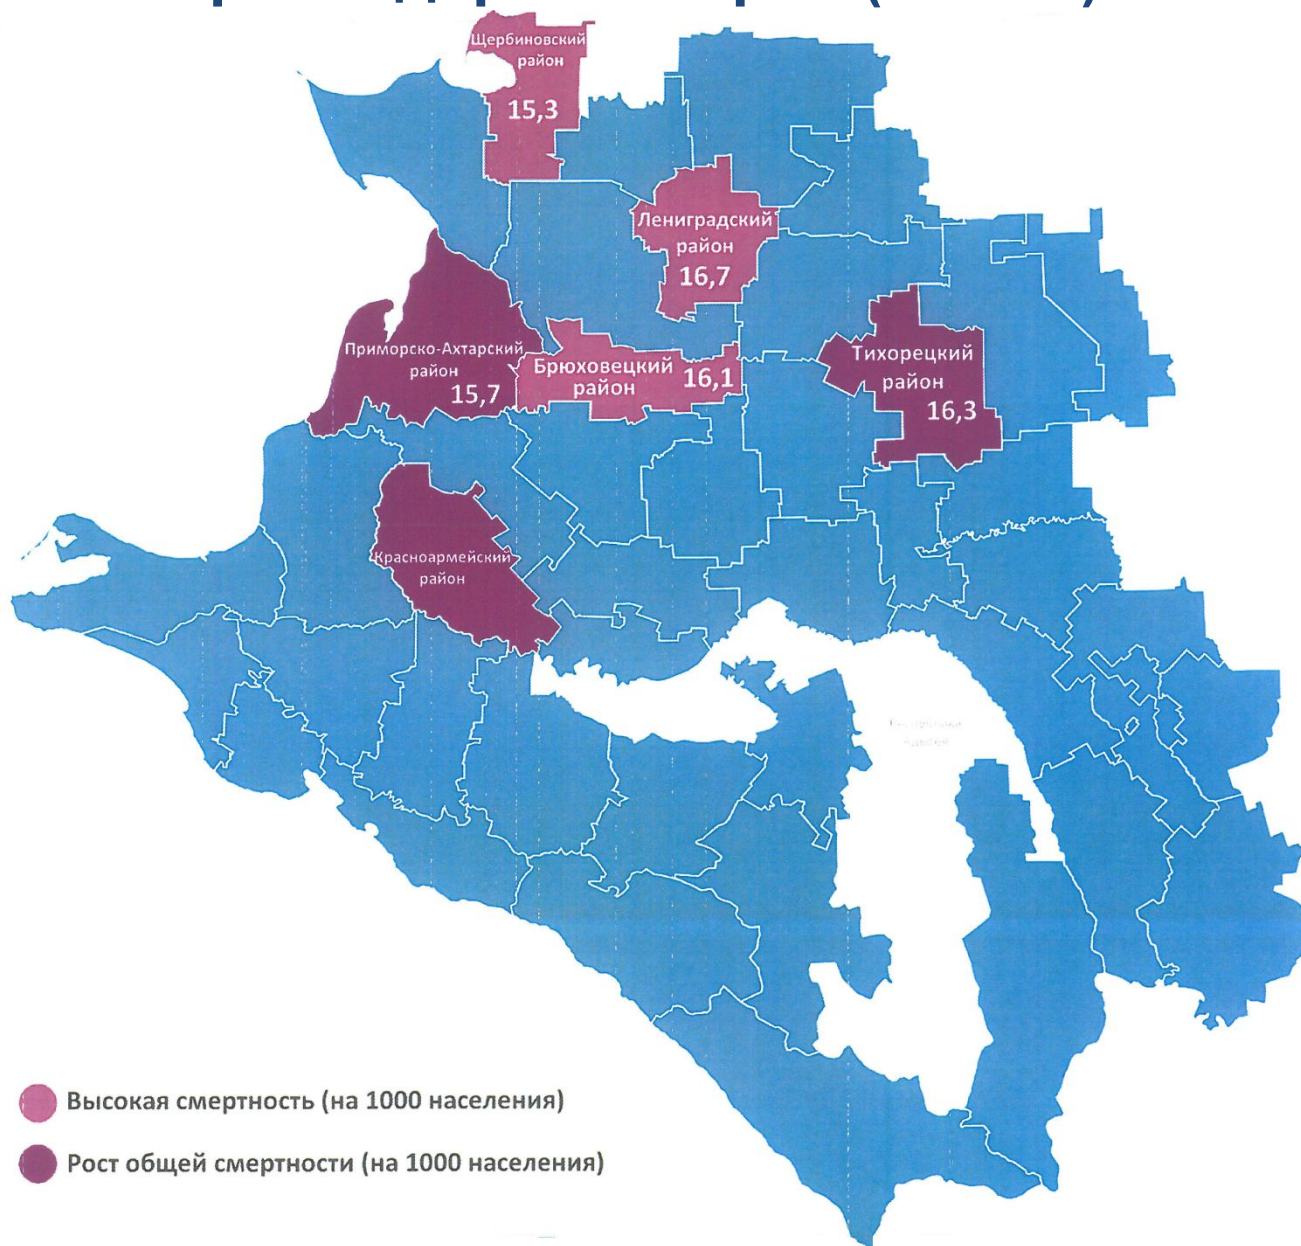 Щербиновский
район
15,3
Лениградский
район
16,7
Приморско-Ахтарский
район
15,7
Брюховецкий
район
16,1
Тихорецкий
район
16,3
Красноармейский
район
Высокая смертность (на 1000 населения)
Рост общей смертности (на 1000 населения)